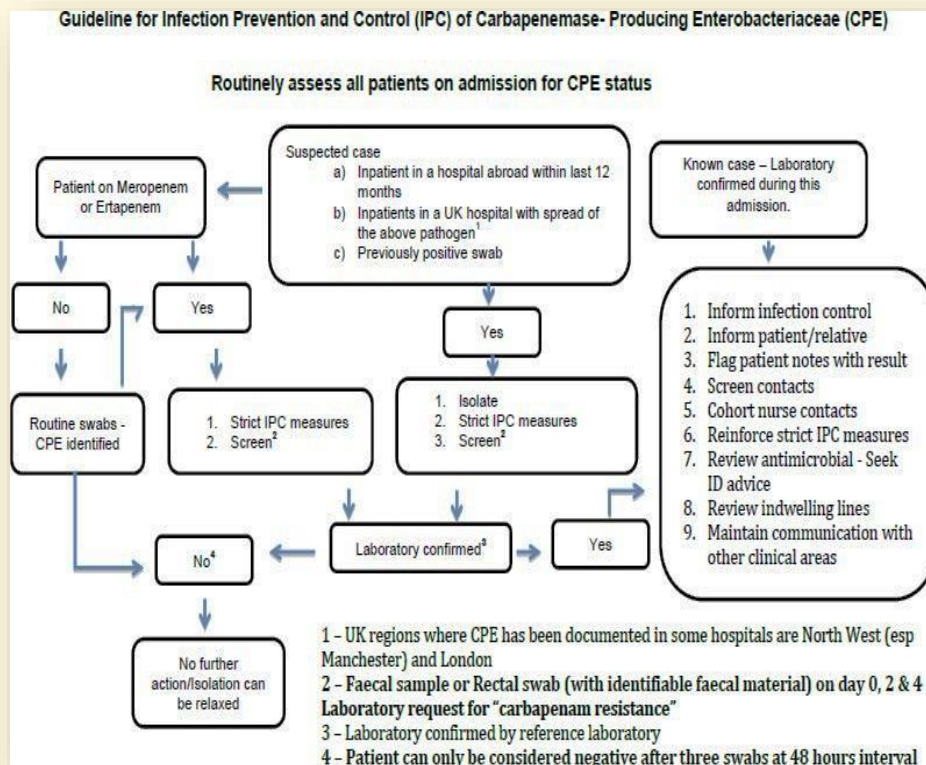 Guideline for Infection Prevention and Control (IPC) of Carbapenemase- Producing Enterobacteriaceae (CPE)
Routinely assess all patients on admission for CPE status
Patient on Meropenem
or Ertapenem
Suspected case
a) Inpatient in a hospital abroad within last 12
months
b) Inpatients in a UK hospital with spread of
the above pathogen1
c) Previously positive swab
Known case – Laboratory
confirmed during this
admission.
No
Yes
Yes
Routine swabs -
CPE identified
1. Strict IPC measures
2. Screen2
1. Isolate
2. Strict IPC measures
3. Screen2
1. Inform infection control
2. Inform patient/relative
3. Flag patient notes with result
4. Screen contacts
5. Cohort nurse contacts
6. Reinforce strict IPC measures
7. Review antimicrobial - Seek
ID advice
8. Review indwelling lines
9. Maintain communication with
other clinical areas
No4
Laboratory confirmed3
Yes
No further
action/Isolation can
be relaxed
1 – UK regions where CPE has been documented in some hospitals are North West (esp
Manchester) and London
2 – Faecal sample or Rectal swab (with identifiable faecal material) on day 0, 2 & 4
Laboratory request for "carbapenam resistance"
3 – Laboratory confirmed by reference laboratory
4 – Patient can only be considered negative after three swabs at 48 hours interval